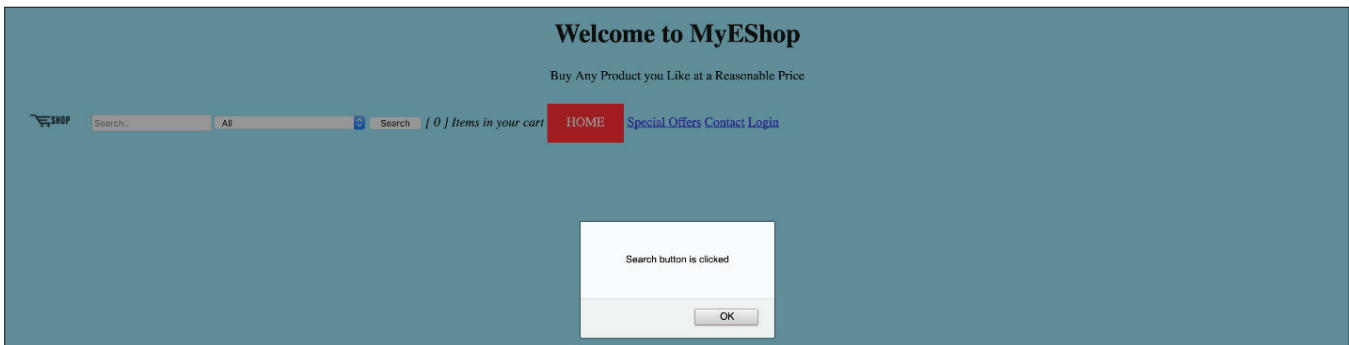 Welcome to MyEShop
Buy Any Product you Like at a Reasonable Price
SHOP Search.. All Search [ 0 ] Items in your cart HOME Special Offers Contact Login
Search button is clicked
OK